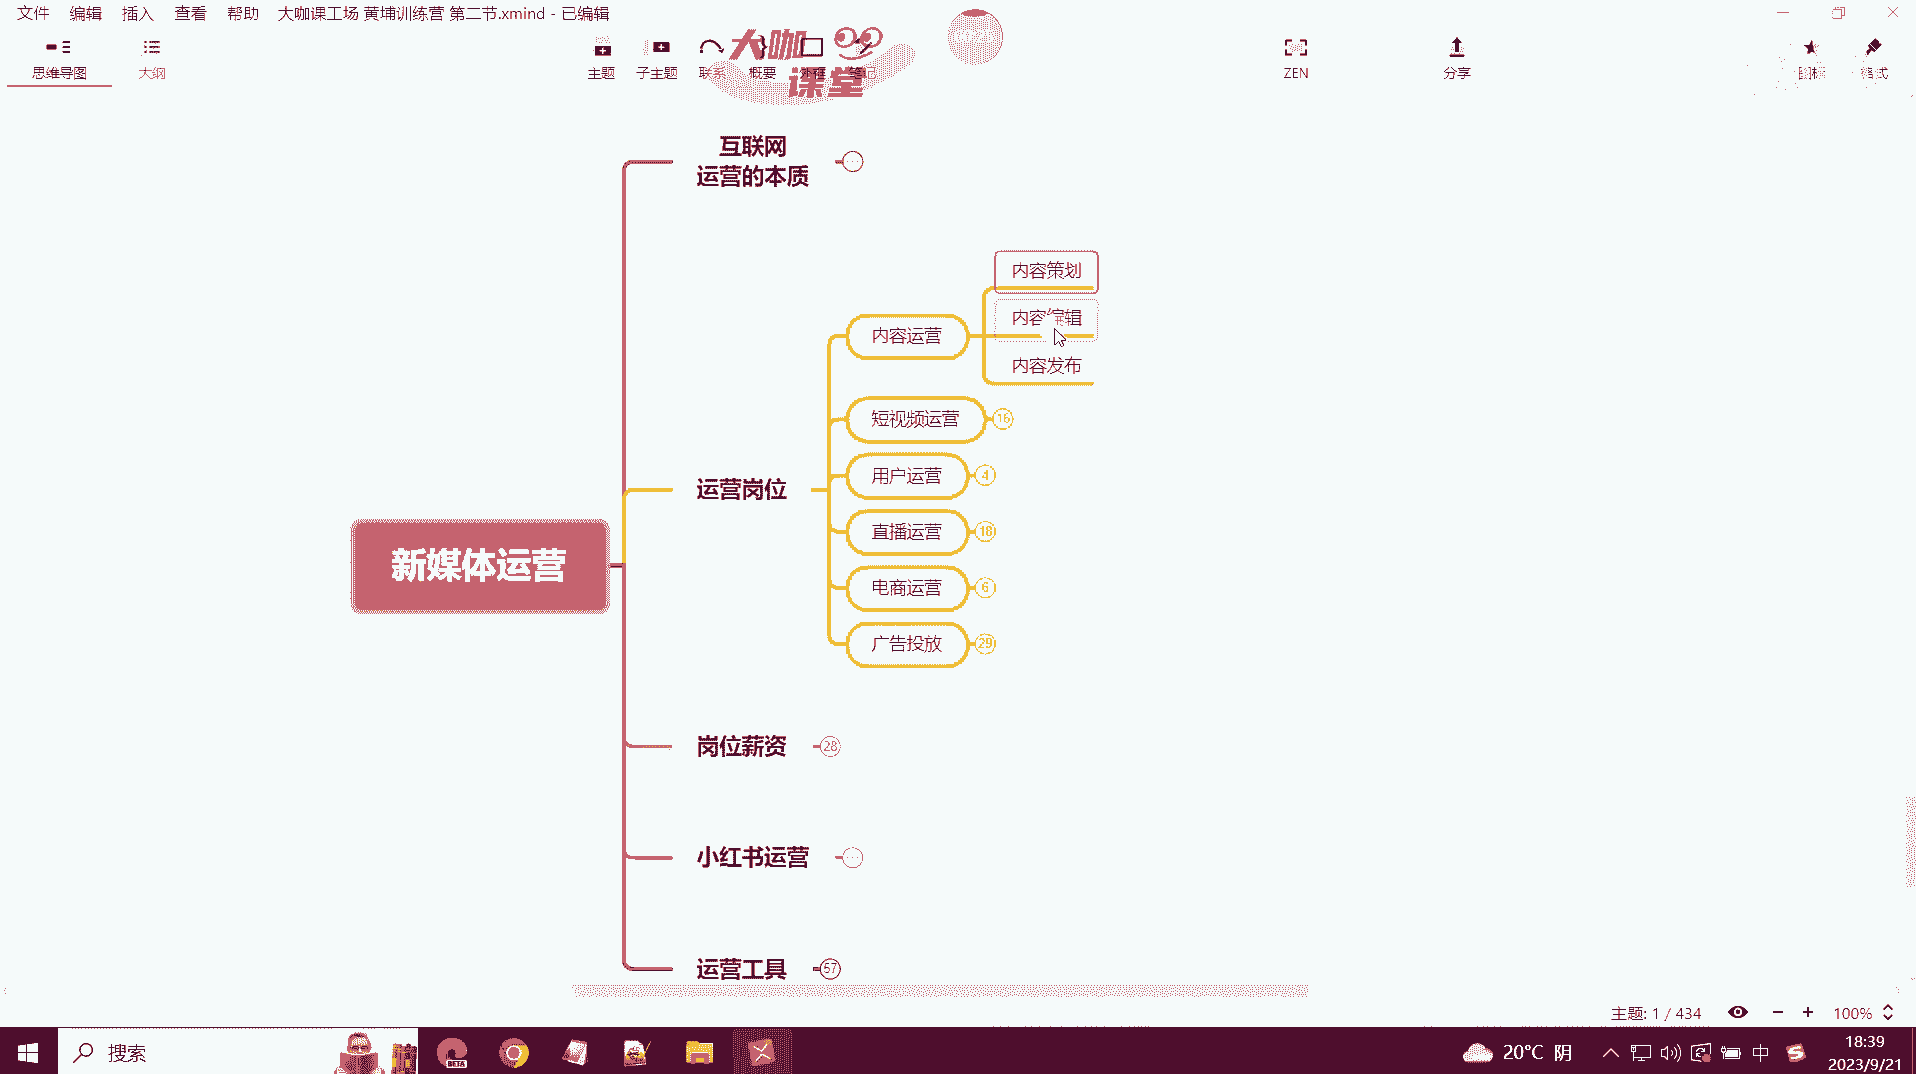 文件 编辑 插入 查看 帮助 大咖课工场 黄埔训练营 第二节.xmind - 已编辑
思维导图 大纲 主题 子主题 联系 概要 外框 笔记 ZEN 分享 格式
大咖
课堂
互联网
运营的本质
内容策划
内容编辑
内容运营
内容发布
短视频运营 16
用户运营 4
运营岗位
直播运营 18
新媒体运营
电商运营 6
广告投放 29
岗位薪资 28
小红书运营
运营工具 57
主题: 1 / 434 100%
搜索 BETA 20°C 阴 中 18:39
2023/9/21